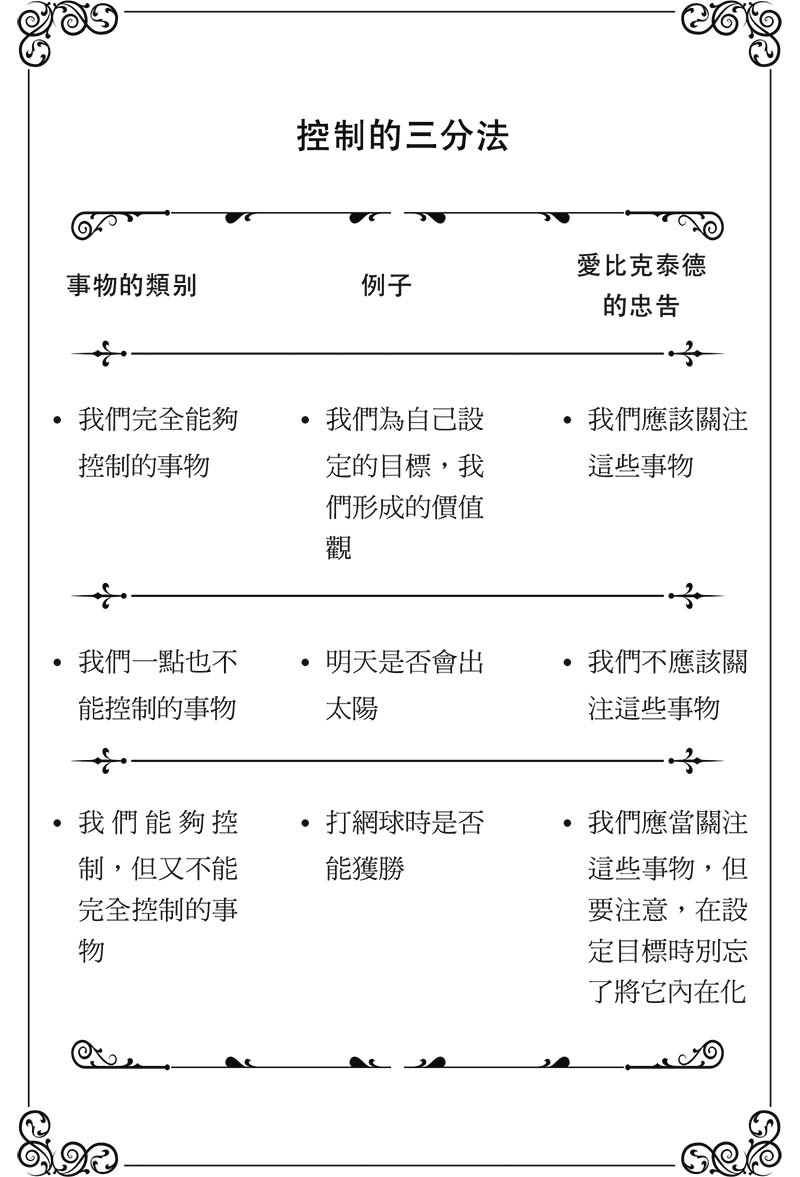 控制的三分法
事物的類別
例子
愛比克泰德
的忠告
• 我們完全能夠
控制的事物
• 我們為自己設
定的目標，我
們形成的價值
觀
• 我們應該關注
這些事物
• 我們一點也不
能控制的事物
• 明天是否會出
太陽
• 我們不應該關
注這些事物
• 我們能夠控
制，但又不能
完全控制的事
物
• 打網球時是否
能獲勝
• 我們應當關注
這些事物，但
要注意，在設
定目標時別忘
了將它內在化